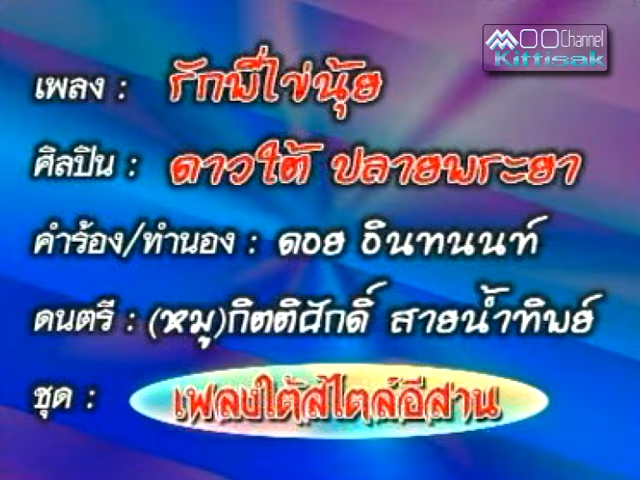 MOO Channel
Kittisak
เพลง : รักพี่ไข่นุ้ย
ศิลปิน : ดาวใต้ ปลายพระยา
คำร้อง/ทำนอง : ดอย อินทนนท์
ดนตรี : (หมู)กิตติศักดิ์ สายน้ำทิพย์
ชุด : เพลงใต้สไตล์อีสาน